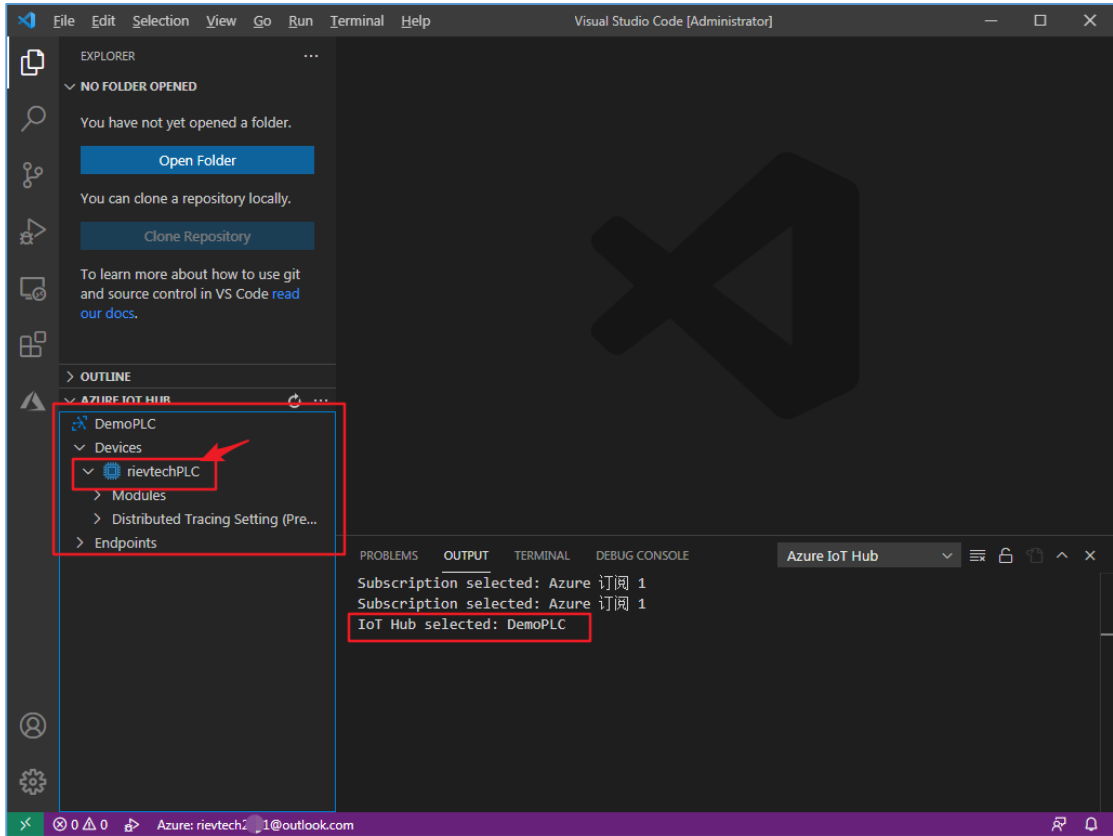 File Edit Selection View Go Run Terminal Help Visual Studio Code [Administrator]
EXPLORER
NO FOLDER OPENED
You have not yet opened a folder.
Open Folder
You can clone a repository locally.
Clone Repository
To learn more about how to use git
and source control in VS Code read
our docs.
OUTLINE
AZURE IOT HUB
DemoPLC
Devices
rievtechPLC
Modules
Distributed Tracing Setting (Pre...
Endpoints
PROBLEMS OUTPUT TERMINAL DEBUG CONSOLE Azure IoT Hub
Subscription selected: Azure 订阅 1
Subscription selected: Azure 订阅 1
IoT Hub selected: DemoPLC
0 0 Azure: 1@outlook.com